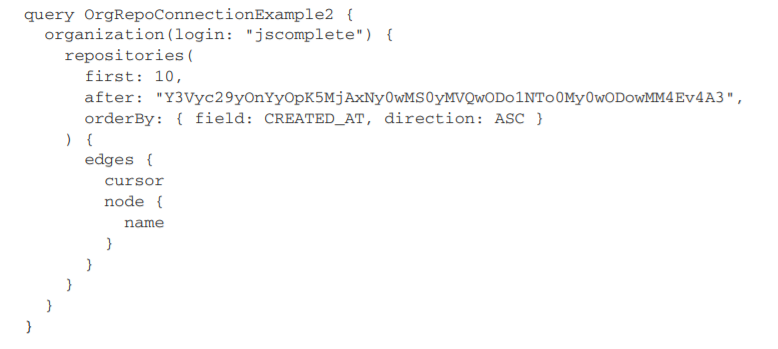 query OrgRepoConnectionExample2 {
  organization(login: "jscomplete") {
    repositories(
      first: 10,
      after: "Y3Vyc29yOnYyOpK5MjAxNy0wMS0yMVQwODo1NTo0My0wODowMM4Ev4A3",
      orderBy: { field: CREATED_AT, direction: ASC }
    ) {
      edges {
        cursor
        node {
          name
        }
      }
    }
  }
}